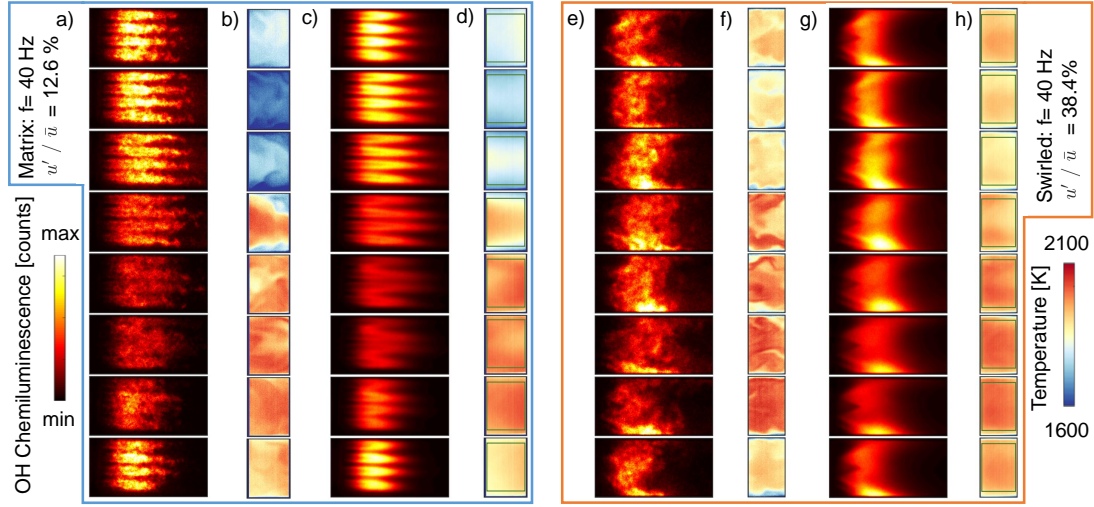 a)
b)
c)
d)
e)
f)
g)
h)
Matrix: f= 40 Hz
u′ / ū = 12.6 %
OH Chemiluminescence [counts]
max
min
Swirled: f= 40 Hz
u′ / ū = 38.4%
2100
Temperature [K]
1600